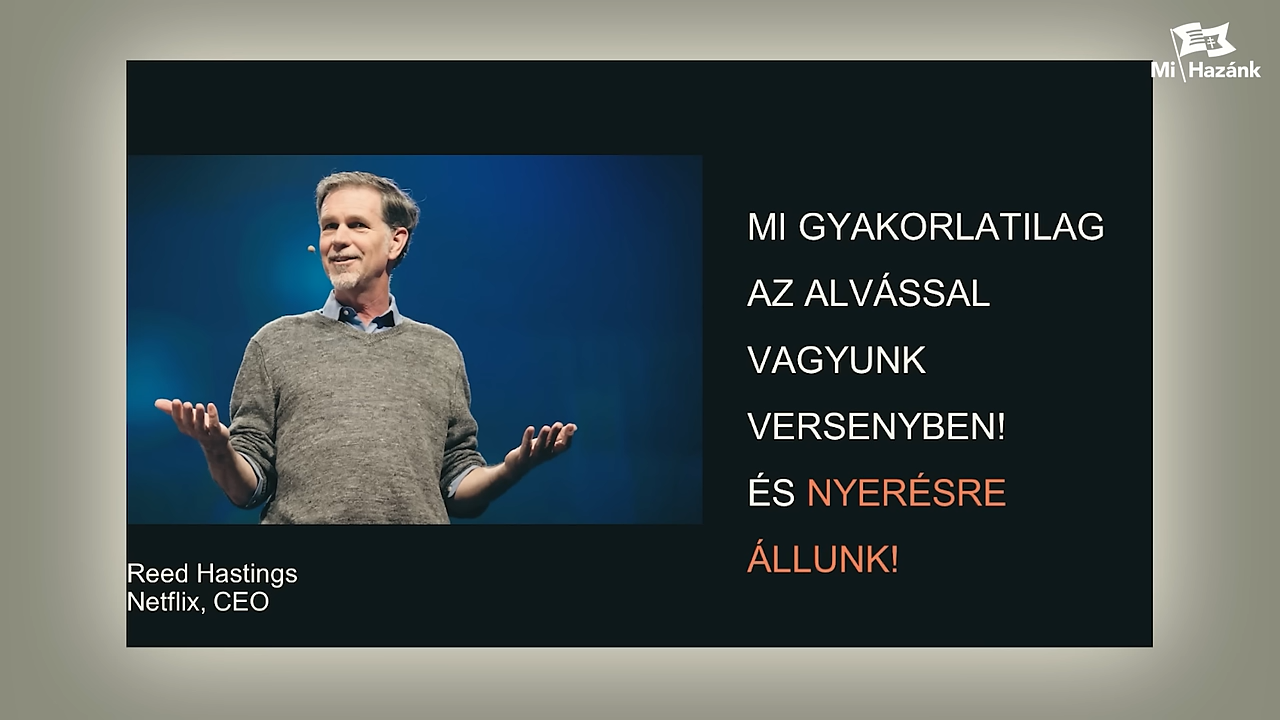 Mi Hazánk
MI GYAKORLATILAG
AZ ALVÁSSAL
VAGYUNK
VERSENYBEN!
ÉS NYERÉSRE
ÁLLUNK!
Reed Hastings
Netflix, CEO